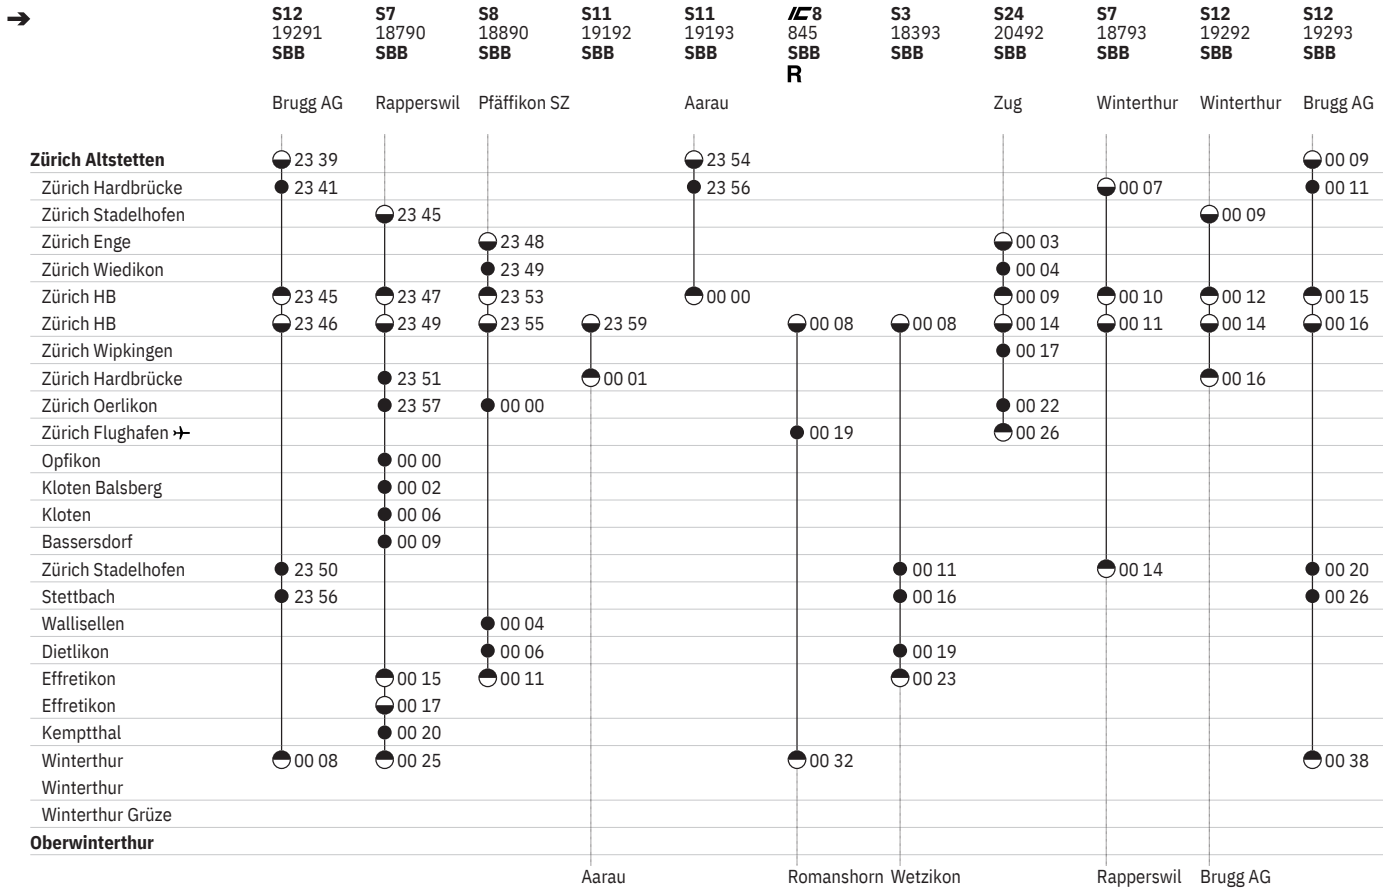 ➔ S12 S7 S8 S11 S11 IC8 S3 S24 S7 S12 S12
19291 18790 18890 19192 19193 845 18393 20492 18793 19292 19293
SBB SBB SBB SBB SBB SBB SBB SBB SBB SBB SBB
R
Brugg AG Rapperswil Pfäffikon SZ Aarau Zug Winterthur Winterthur Brugg AG
Zürich Altstetten 23 39 23 54 00 09
Zürich Hardbrücke 23 41 23 56 00 07 00 11
Zürich Stadelhofen 23 45 00 09
Zürich Enge 23 48 00 03
Zürich Wiedikon 23 49 00 04
Zürich HB 23 45 23 47 23 53 00 00 00 09 00 10 00 12 00 15
Zürich HB 23 46 23 49 23 55 23 59 00 08 00 08 00 14 00 11 00 14 00 16
Zürich Wipkingen 00 17
Zürich Hardbrücke 23 51 00 01 00 16
Zürich Oerlikon 23 57 00 00 00 22
Zürich Flughafen 00 19 00 26
Opfikon 00 00
Kloten Balsberg 00 02
Kloten 00 06
Bassersdorf 00 09
Zürich Stadelhofen 23 50 00 11 00 14 00 20
Stettbach 23 56 00 16 00 26
Wallisellen 00 04
Dietlikon 00 06 00 19
Effretikon 00 15 00 11 00 23
Effretikon 00 17
Kemptthal 00 20
Winterthur 00 08 00 25 00 32 00 38
Winterthur
Winterthur Grüze
Oberwinterthur
Aarau Romanshorn Wetzikon Rapperswil Brugg AG